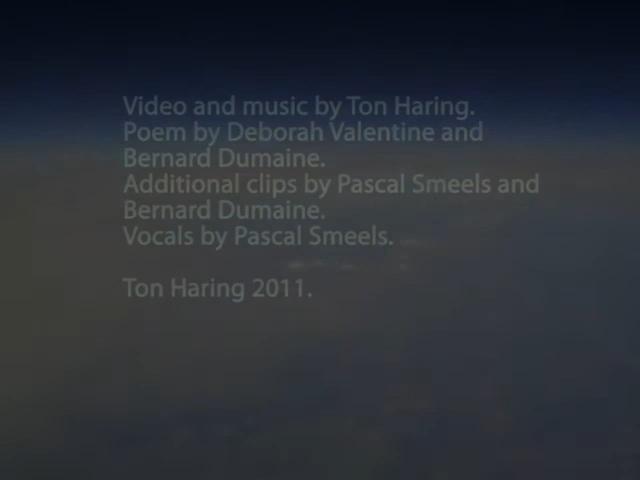 Video and music by Ton Haring.
Poem by Deborah Valentine and
Bernard Dumaine.
Additional clips by Pascal Smeels and
Bernard Dumaine.
Vocals by Pascal Smeels.
Ton Haring 2011.